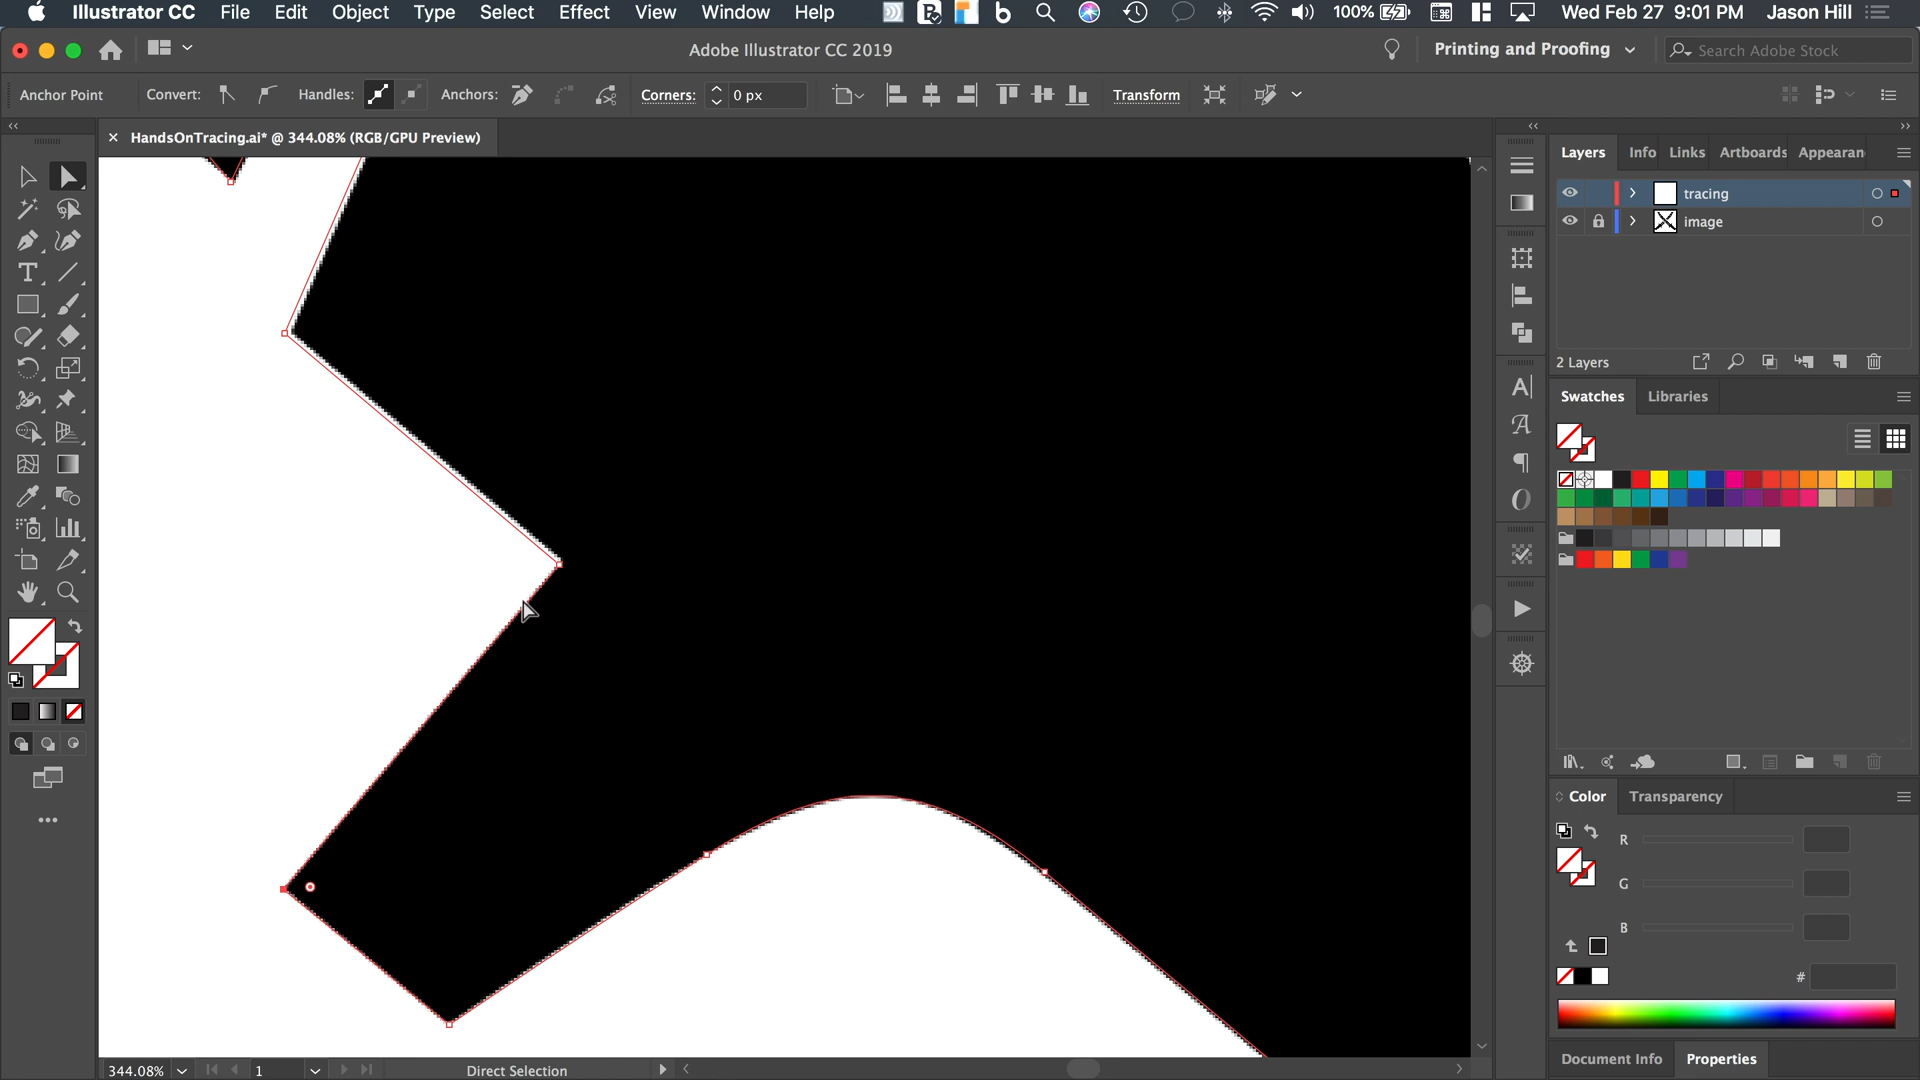 Illustrator CC File Edit Object Type Select Effect View Window Help 100% Wed Feb 27 9:01 PM Jason Hill
Adobe Illustrator CC 2019 Printing and Proofing Search Adobe Stock
Anchor Point Convert: Handles: Anchors: Corners: 0 px Transform
× HandsOnTracing.ai* @ 344.08% (RGB/GPU Preview)
Layers Info Links Artboards Appearan
tracing
image
2 Layers
Swatches Libraries
Color Transparency
R
G
B
#
Document Info Properties
344.08% 1 Direct Selection